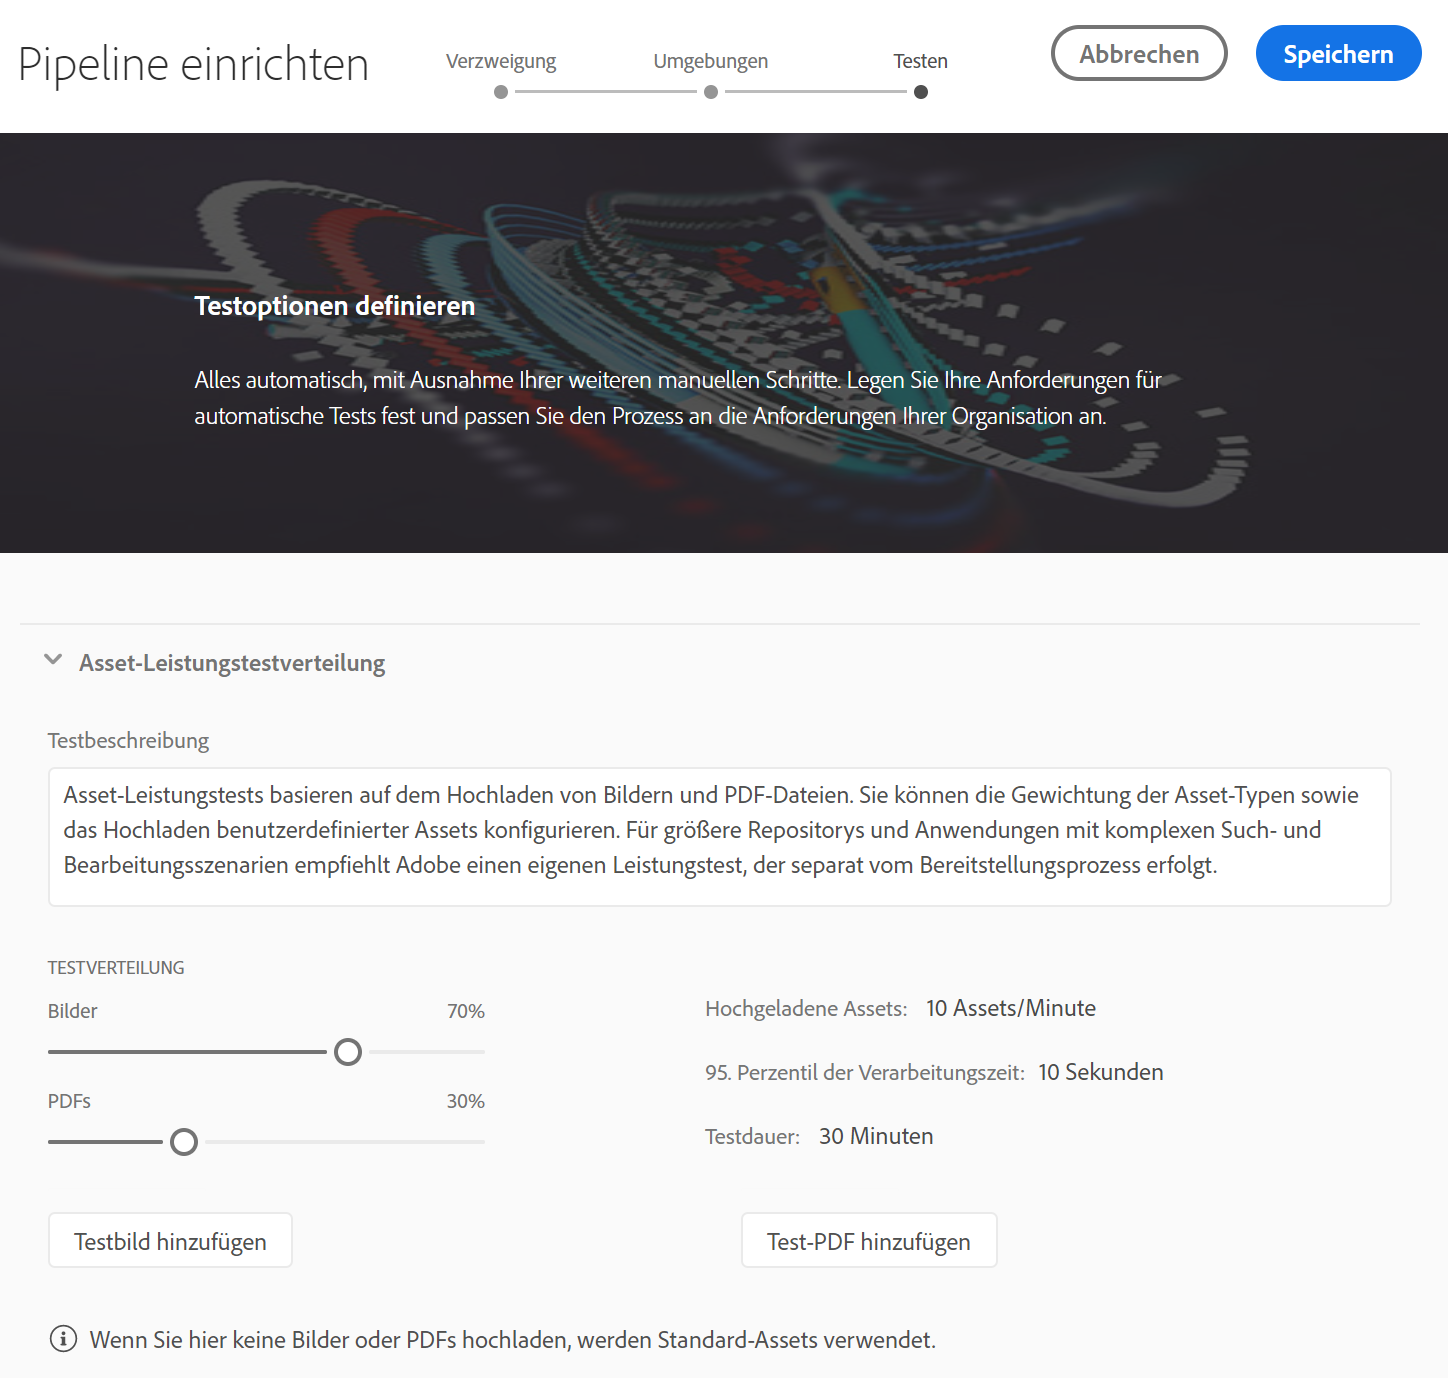 Pipeline einrichten
Verzweigung
Umgebungen
Testen
Abbrechen
Speichern
Testoptionen definieren
Alles automatisch, mit Ausnahme Ihrer weiteren manuellen Schritte. Legen Sie Ihre Anforderungen für
automatische Tests fest und passen Sie den Prozess an die Anforderungen Ihrer Organisation an.
Asset-Leistungstestverteilung
Testbeschreibung
Asset-Leistungstests basieren auf dem Hochladen von Bildern und PDF-Dateien. Sie können die Gewichtung der Asset-Typen sowie
das Hochladen benutzerdefinierter Assets konfigurieren. Für größere Repositorys und Anwendungen mit komplexen Such- und
Bearbeitungsszenarien empfiehlt Adobe einen eigenen Leistungstest, der separat vom Bereitstellungsprozess erfolgt.
TESTVERTEILUNG
Bilder 70%
PDFs 30%
Hochgeladene Assets: 10 Assets/Minute
95. Perzentil der Verarbeitungszeit: 10 Sekunden
Testdauer: 30 Minuten
Testbild hinzufügen
Test-PDF hinzufügen
Wenn Sie hier keine Bilder oder PDFs hochladen, werden Standard-Assets verwendet.